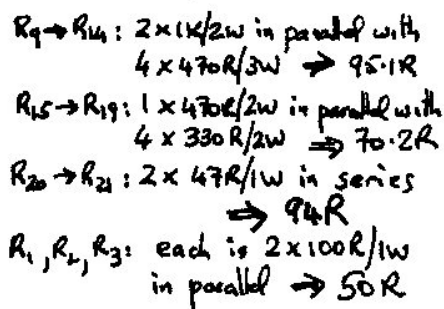 R9→R14: 2×1K/2W in parallel with
4×470R/3W ⇒ 95.1R
R15→R19: 1×470R/2W in parallel with
4×330R/2W ⇒ 70.2R
R20→R21: 2× 47R/1W in series
⇒ 94R
R1, R2, R3: each is 2×100R/1W
in parallel ⇒ 50R